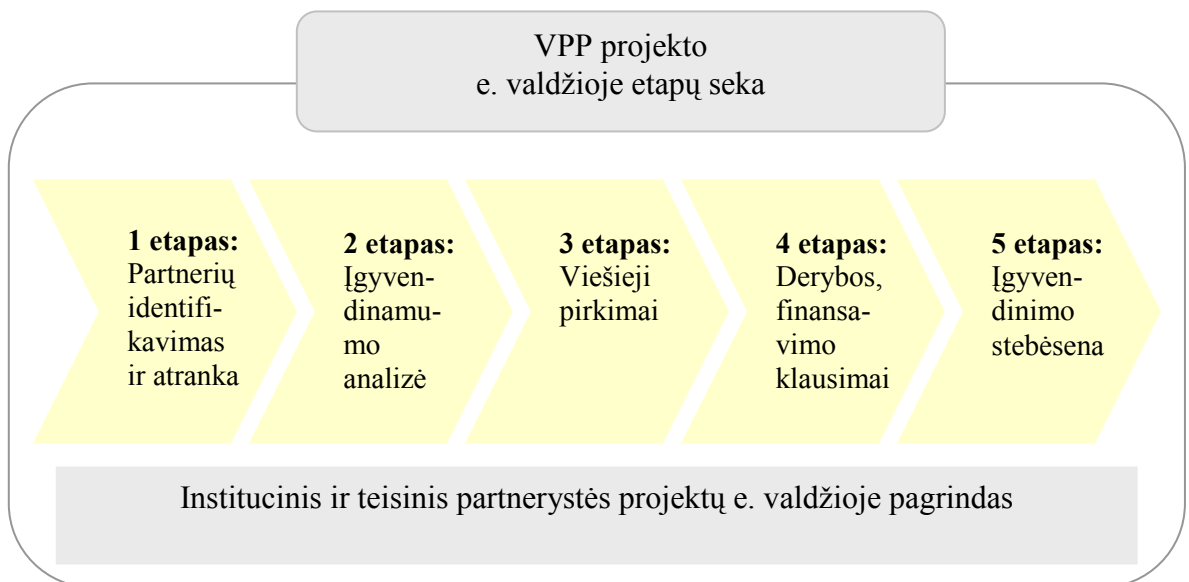 VPP projekto
e. valdžioje etapų seka
1 etapas:
Partnerių
identifi-
kavimas
ir atranka
2 etapas:
Įgyven-
dinamu-
mo
analizė
3 etapas:
Viešieji
pirkimai
4 etapas:
Derybos,
finansa-
vimo
klausimai
5 etapas:
Įgyven-
dinimo
stebėsena
Institucinis ir teisinis partnerystės projektų e. valdžioje pagrindas